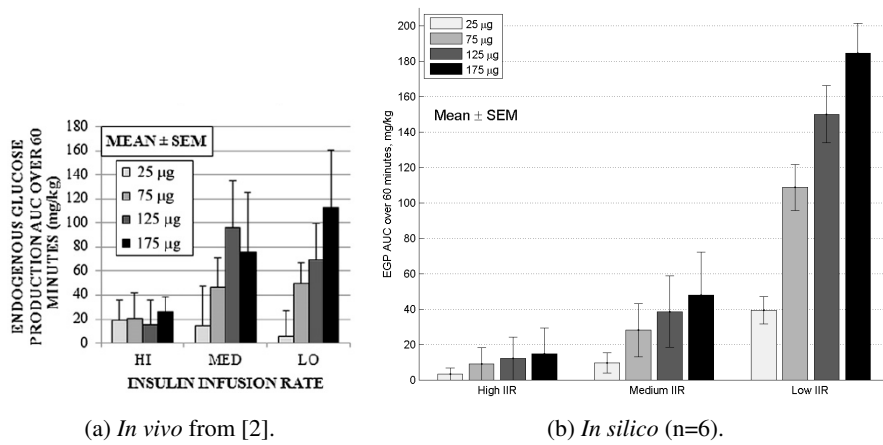 ENDOGENOUS GLUCOSE
PRODUCTION AUC OVER 60
MINUTES (mg/kg)
180
160
140
120
100
80
60
40
20
0
MEAN ± SEM
25 µg
75 µg
125 µg
175 µg
HI MED LO
INSULIN INFUSION RATE
(a) In vivo from [2].
EGP AUC over 60 minutes, mg/kg
200
180
160
140
120
100
80
60
40
20
0
25 µg
75 µg
125 µg
175 µg
Mean ± SEM
High IIR Medium IIR Low IIR
(b) In silico (n=6).